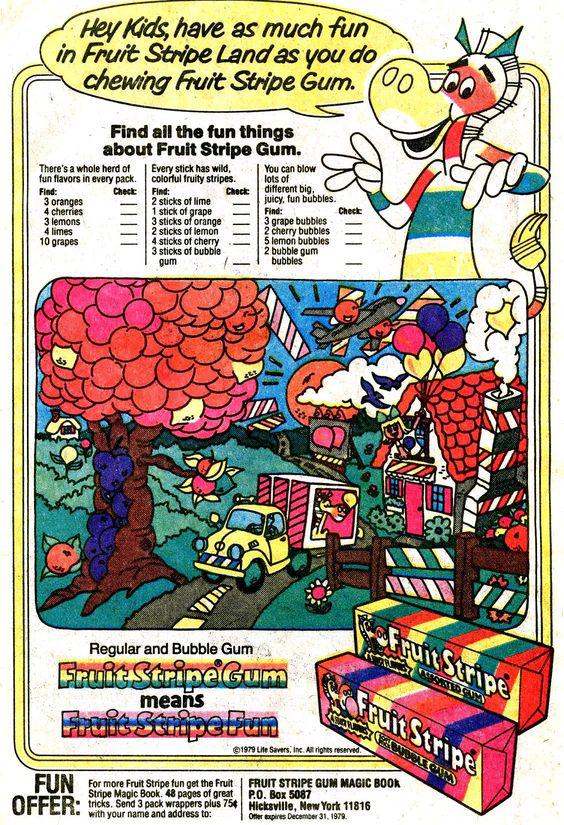 Hey Kids, have as much fun
in Fruit Stripe Land as you do
chewing Fruit Stripe Gum.
Find all the fun things
about Fruit Stripe Gum.
There's a whole herd of
fun flavors in every pack.
Find: Check:
3 oranges
4 cherries
3 lemons
4 limes
10 grapes
Every stick has wild,
colorful fruity stripes.
Find: Check:
2 sticks of lime
1 stick of grape
3 sticks of orange
2 sticks of lemon
4 sticks of cherry
3 sticks of bubble
gum
You can blow
lots of
different big,
juicy, fun bubbles.
Find: Check:
3 grape bubbles
2 cherry bubbles
5 lemon bubbles
2 bubble gum
bubbles
Regular and Bubble Gum
Fruit Stripe® Gum
means
Fruit Stripe Fun
©1979 Life Savers, Inc. All rights reserved.
Fruit Stripe
ASSORTED GUM
Fruit Stripe
BUBBLE GUM
FUN
OFFER:
For more Fruit Stripe fun get the Fruit
Stripe Magic Book. 48 pages of great
tricks. Send 3 pack wrappers plus 75¢
with your name and address to:
FRUIT STRIPE GUM MAGIC BOOK
P.O. Box 5087
Hicksville, New York 11816
Offer expires December 31, 1979.